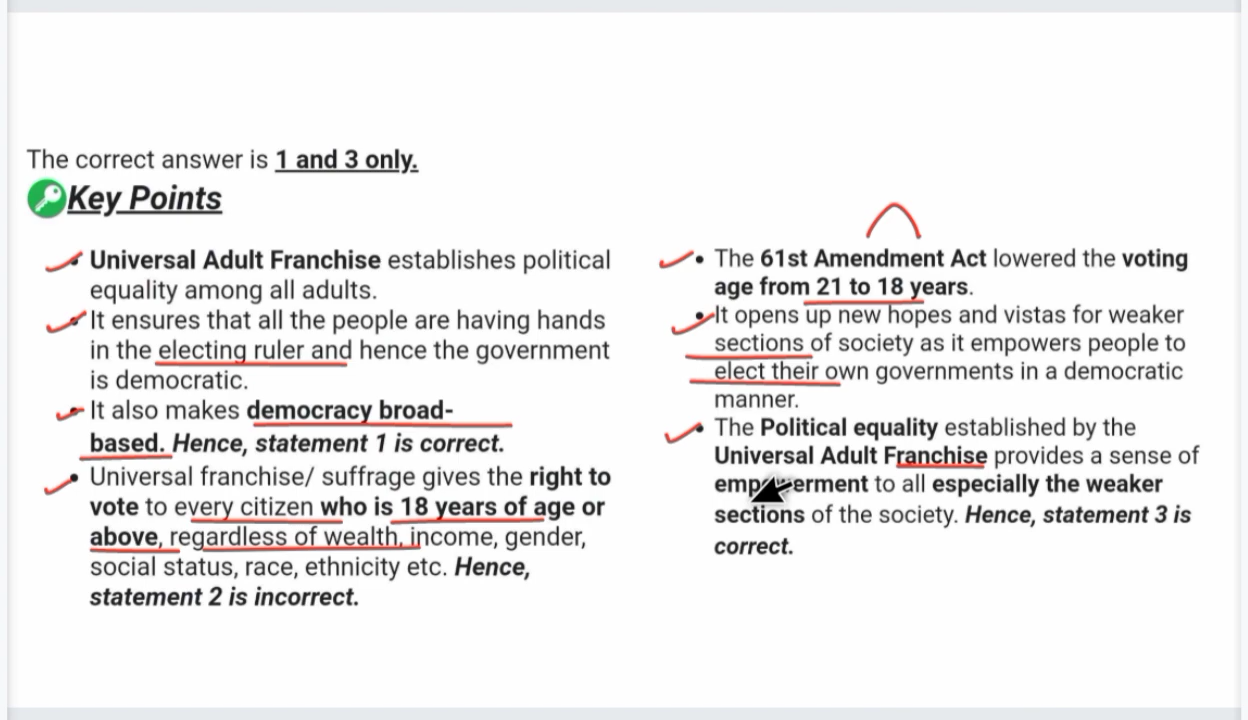 The correct answer is 1 and 3 only.
Key Points
Universal Adult Franchise establishes political
equality among all adults.
It ensures that all the people are having hands
in the electing ruler and hence the government
is democratic.
It also makes democracy broad-
based. Hence, statement 1 is correct.
Universal franchise/ suffrage gives the right to
vote to every citizen who is 18 years of age or
above, regardless of wealth, income, gender,
social status, race, ethnicity etc. Hence,
statement 2 is incorrect.
The 61st Amendment Act lowered the voting
age from 21 to 18 years.
It opens up new hopes and vistas for weaker
sections of society as it empowers people to
elect their own governments in a democratic
manner.
The Political equality established by the
Universal Adult Franchise provides a sense of
empowerment to all especially the weaker
sections of the society. Hence, statement 3 is
correct.